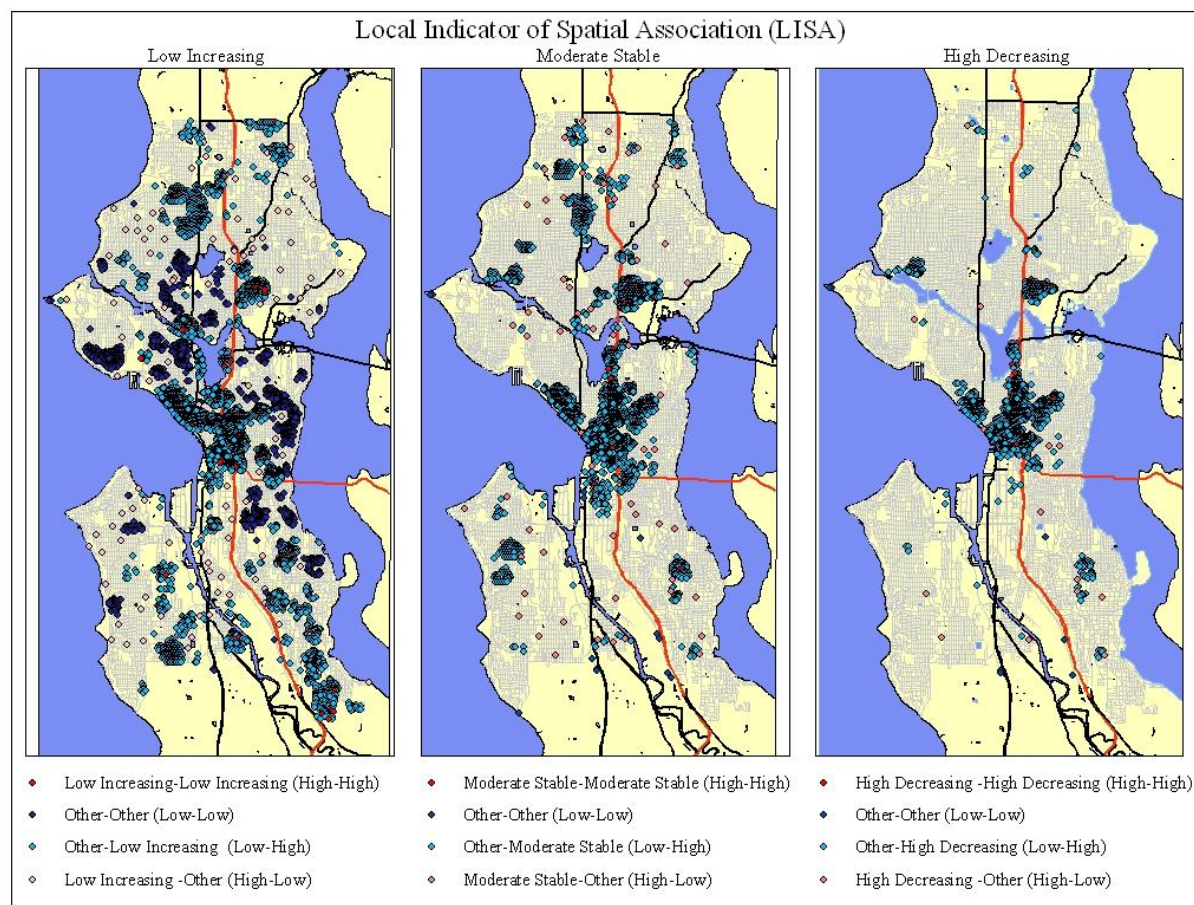 Local Indicator of Spatial Association (LISA)
Low Increasing
Moderate Stable
High Decreasing
Low Increasing-Low Increasing (High-High)
Other-Other (Low-Low)
Other-Low Increasing (Low-High)
Low Increasing -Other (High-Low)
Moderate Stable-Moderate Stable (High-High)
Other-Other (Low-Low)
Other-Moderate Stable (Low-High)
Moderate Stable-Other (High-Low)
High Decreasing -High Decreasing (High-High)
Other-Other (Low-Low)
Other-High Decreasing (Low-High)
High Decreasing -Other (High-Low)